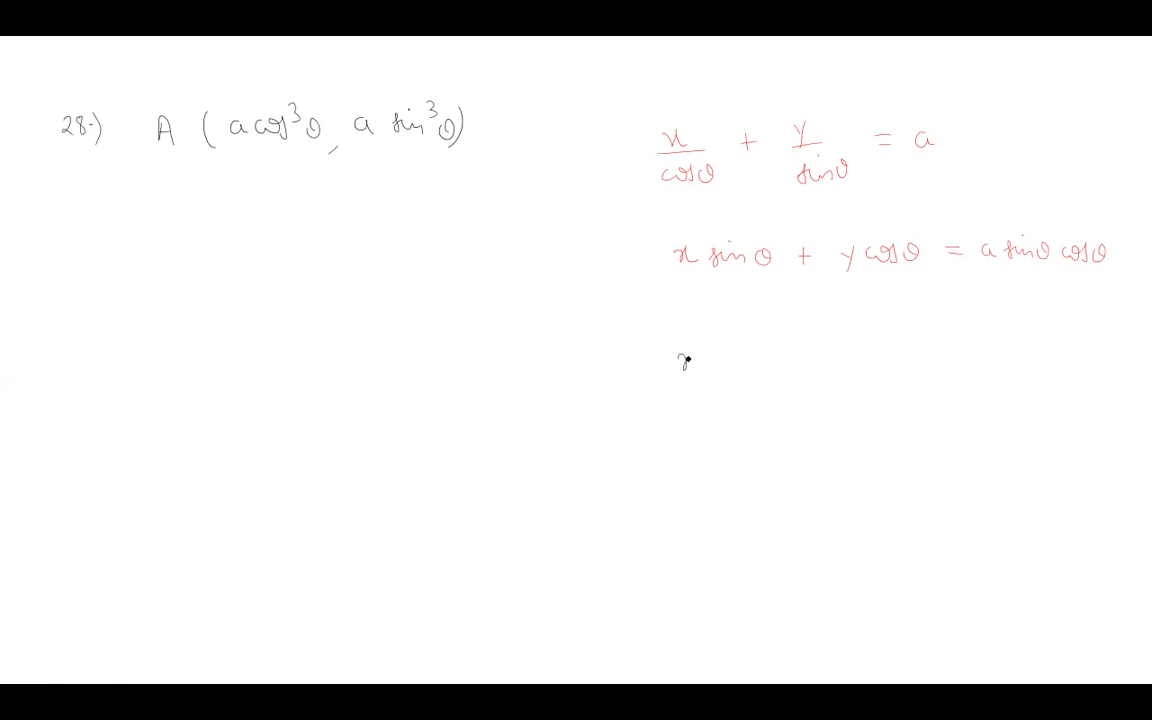 28.) A (a cos³θ, a sin³θ)
x/cosθ + y/sinθ = a
x sinθ + y cosθ = a sinθ cosθ